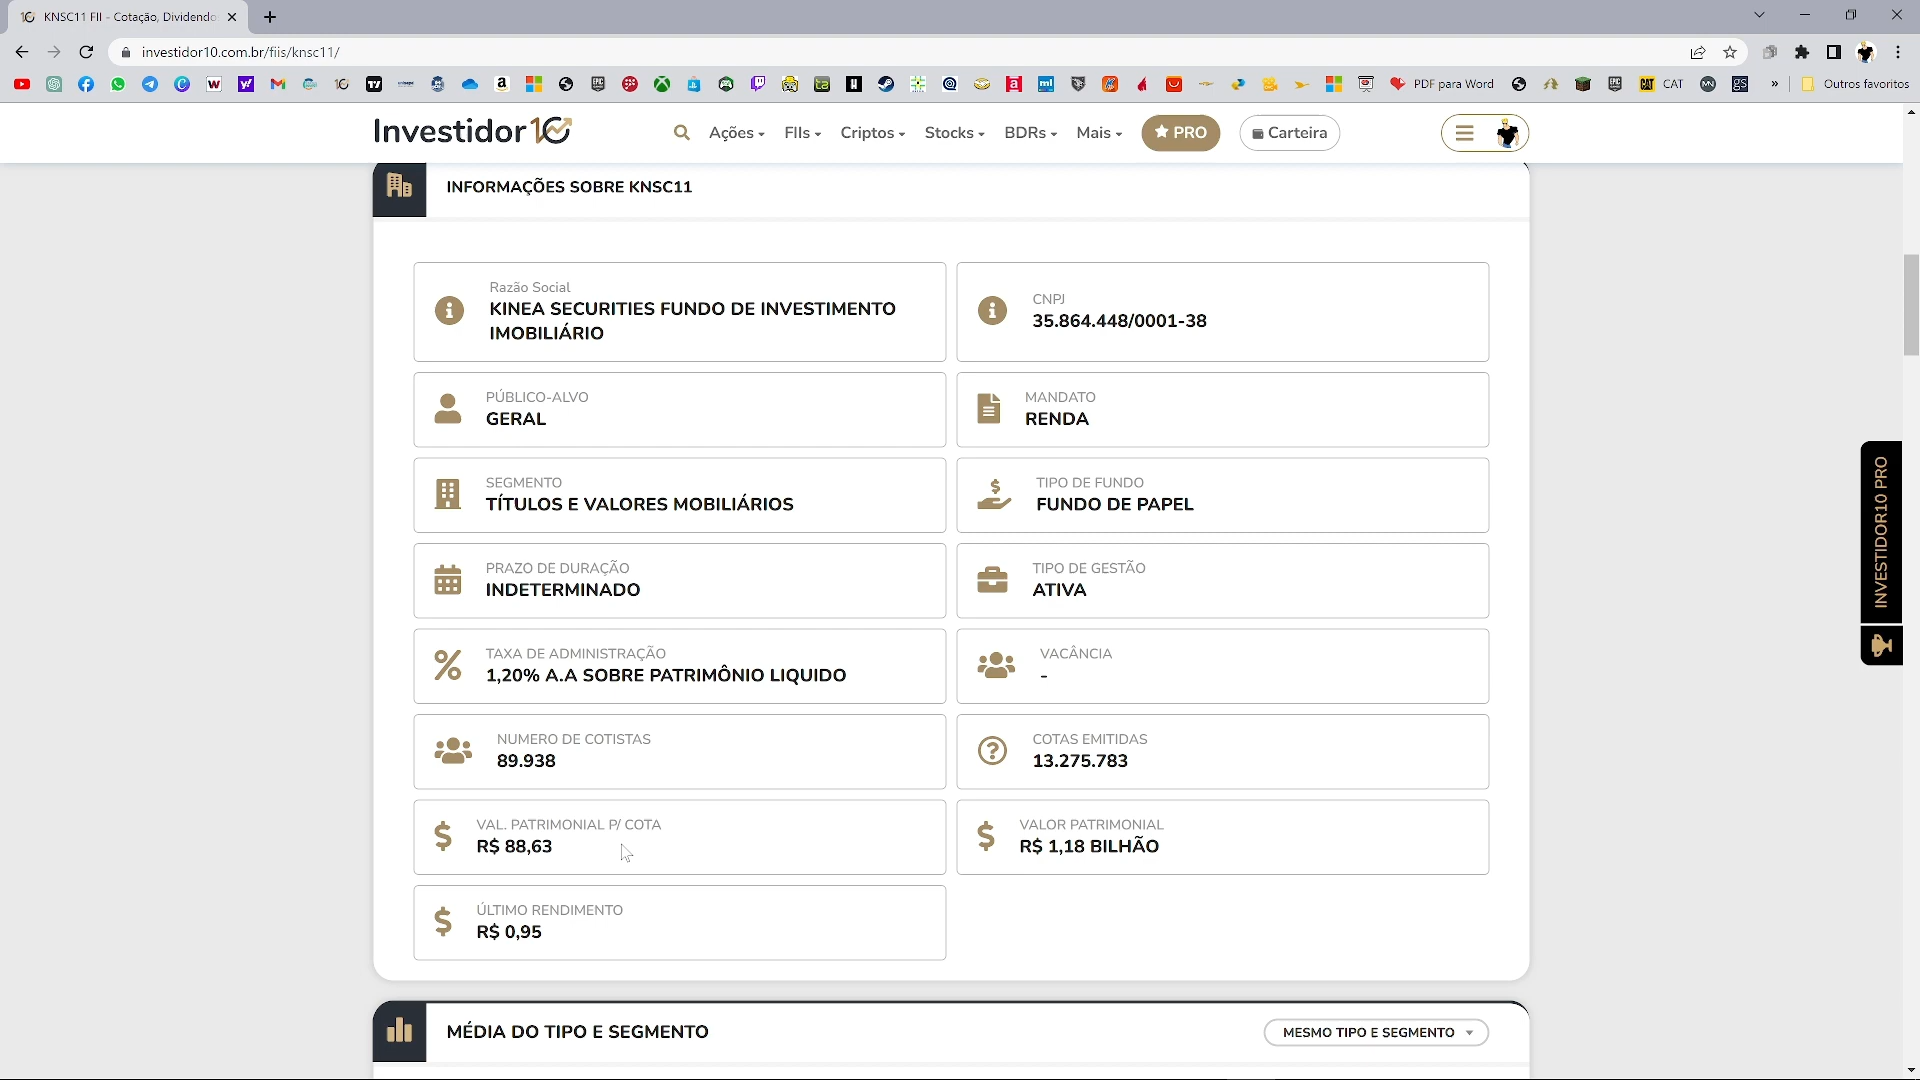 KNSC11 FII - Cotação, Dividendo
investidor10.com.br/fiis/knsc11/
PDF para Word
CAT
Outros favoritos
Investidor 10
Ações
FIIs
Criptos
Stocks
BDRs
Mais
PRO
Carteira
INFORMAÇÕES SOBRE KNSC11
Razão Social
KINEA SECURITIES FUNDO DE INVESTIMENTO
IMOBILIÁRIO
CNPJ
35.864.448/0001-38
PÚBLICO-ALVO
GERAL
MANDATO
RENDA
SEGMENTO
TÍTULOS E VALORES MOBILIÁRIOS
TIPO DE FUNDO
FUNDO DE PAPEL
PRAZO DE DURAÇÃO
INDETERMINADO
TIPO DE GESTÃO
ATIVA
TAXA DE ADMINISTRAÇÃO
1,20% A.A SOBRE PATRIMÔNIO LIQUIDO
VACÂNCIA
-
NUMERO DE COTISTAS
89.938
COTAS EMITIDAS
13.275.783
VAL. PATRIMONIAL P/ COTA
R$ 88,63
VALOR PATRIMONIAL
R$ 1,18 BILHÃO
ÚLTIMO RENDIMENTO
R$ 0,95
INVESTIDOR10 PRO
MÉDIA DO TIPO E SEGMENTO
MESMO TIPO E SEGMENTO